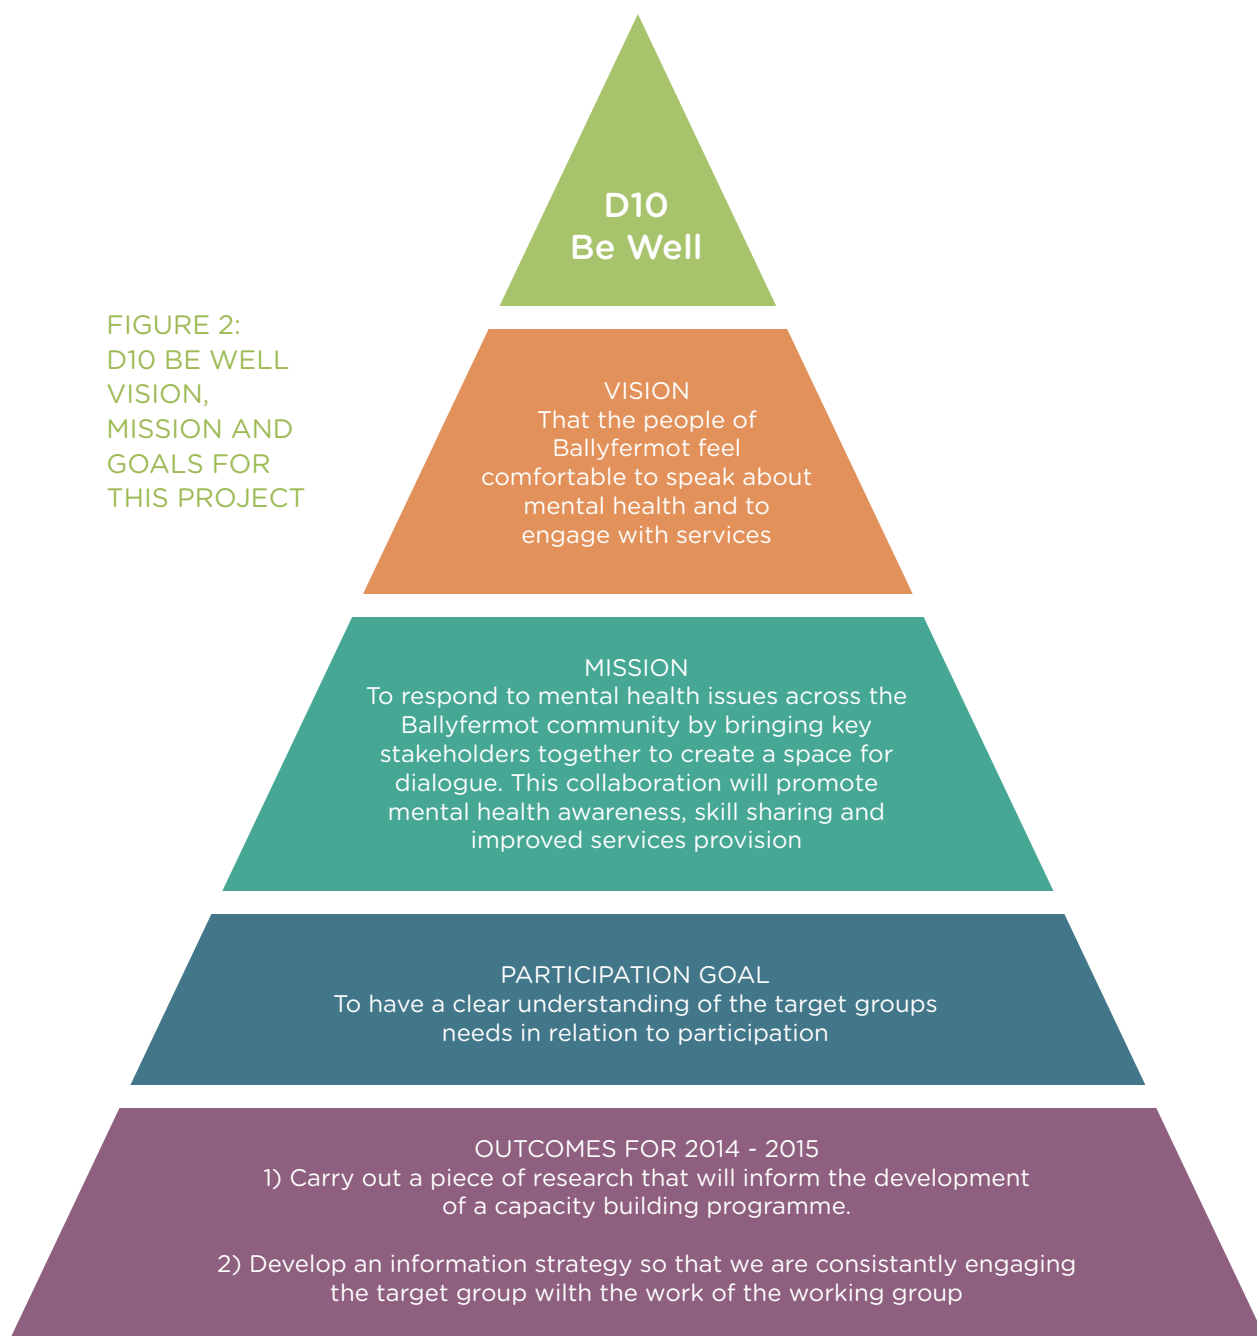 D10
Be Well
FIGURE 2:
D10 BE WELL
VISION,
MISSION AND
GOALS FOR
THIS PROJECT
VISION
That the people of
Ballyfermot feel
comfortable to speak about
mental health and to
engage with services
MISSION
To respond to mental health issues across the
Ballyfermot community by bringing key
stakeholders together to create a space for
dialogue. This collaboration will promote
mental health awareness, skill sharing and
improved services provision
PARTICIPATION GOAL
To have a clear understanding of the target groups
needs in relation to participation
OUTCOMES FOR 2014 - 2015
1) Carry out a piece of research that will inform the development
of a capacity building programme.
2) Develop an information strategy so that we are consistantly engaging
the target group wilth the work of the working group